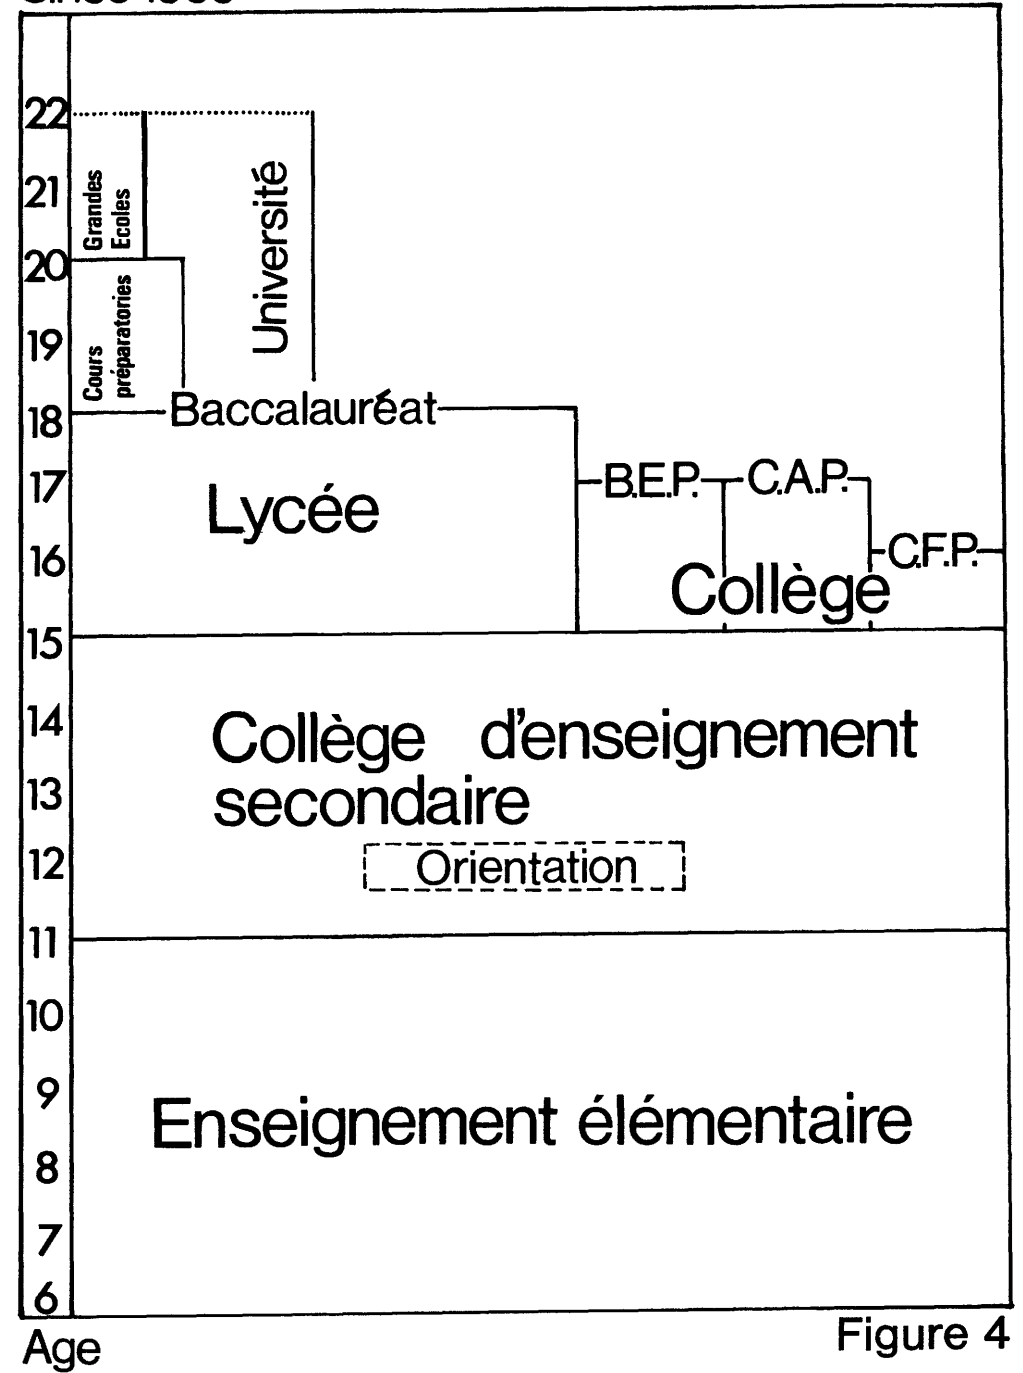 22
21
20
19
18
17
16
15
14
13
12
11
10
9
8
7
6
Age
Grandes
Ecoles
Cours
préparatories
Université
Baccalauréat
Lycée
B.E.P.
C.A.P.
C.F.P.
Collège
Collège d'enseignement
secondaire
Orientation
Enseignement élémentaire
Figure 4